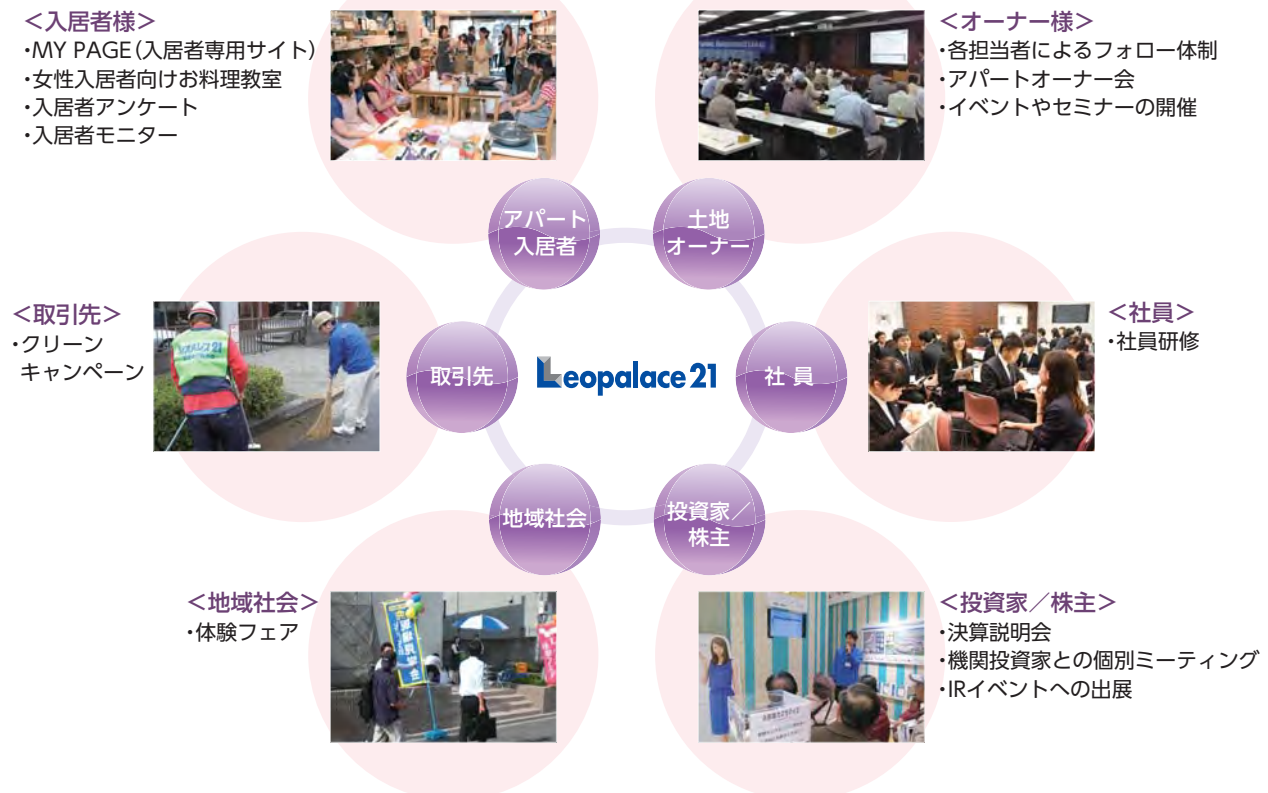 <入居者様>
・MY PAGE(入居者専用サイト)
・女性入居者向けお料理教室
・入居者アンケート
・入居者モニター
<オーナー様>
・各担当者によるフォロー体制
・アパートオーナー会
・イベントやセミナーの開催
アパート
入居者
土地
オーナー
<取引先>
・クリーン
キャンペーン
レオパレス21
取引先
Leopalace21
社員
<社員>
・社員研修
地域社会
投資家/
株主
<地域社会>
・体験フェア
<投資家/株主>
・決算説明会
・機関投資家との個別ミーティング
・IRイベントへの出展